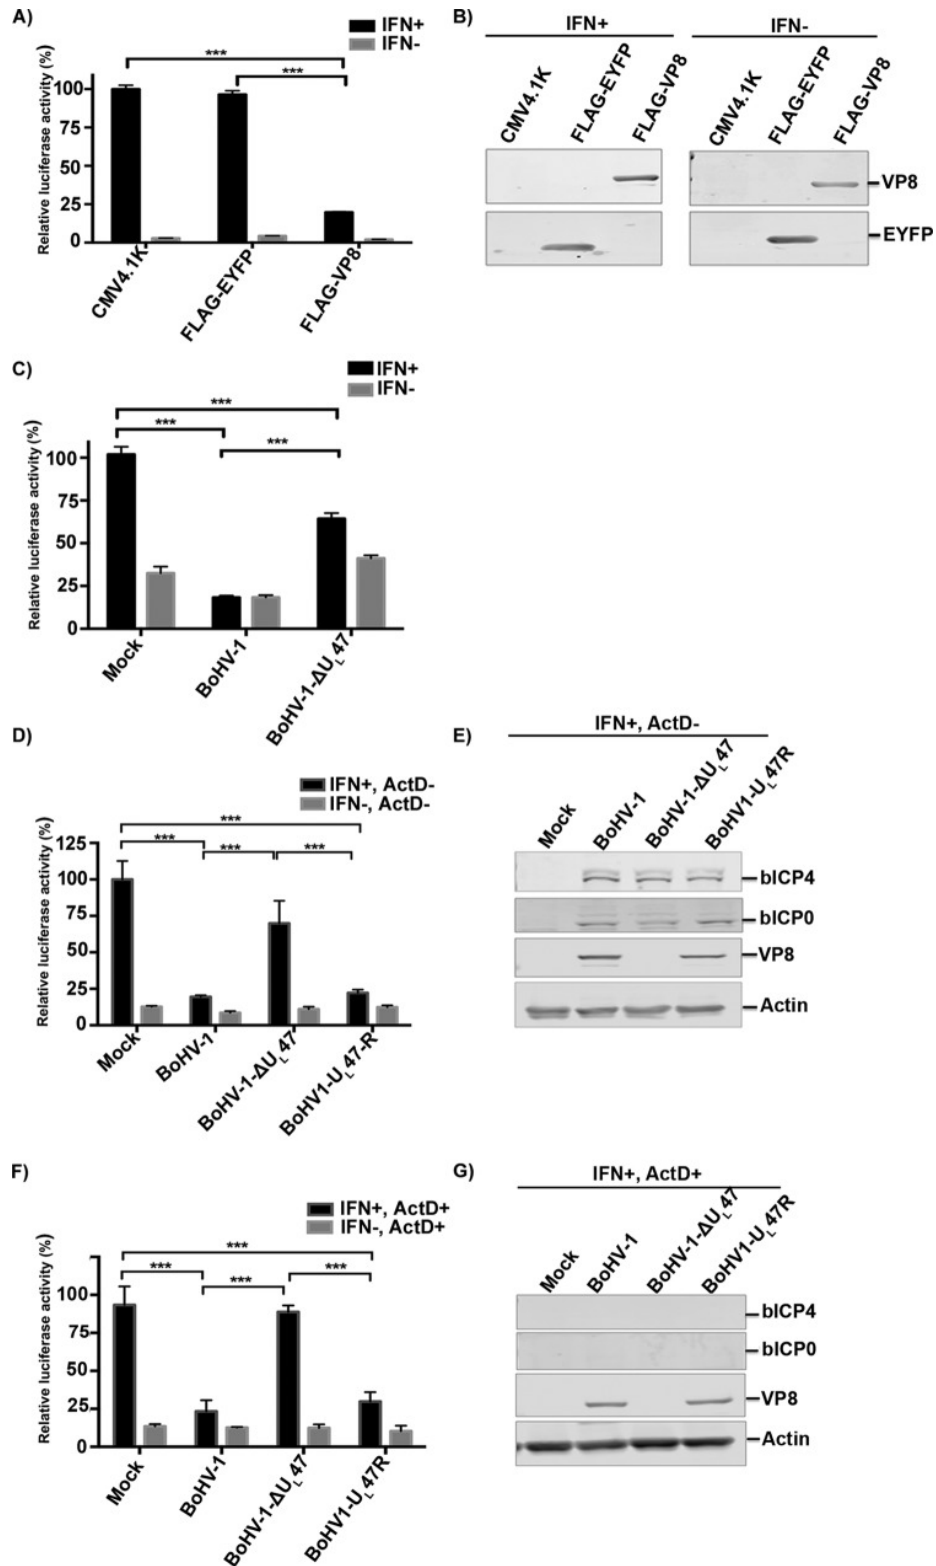 A)
IFN+
IFN-
***
***
Relative luciferase activity (%)
100
75
50
25
0
CMV4.1K
FLAG-EYFP
FLAG-VP8
B)
IFN+
IFN-
CMV4.1K
FLAG-EYFP
FLAG-VP8
CMV4.1K
FLAG-EYFP
FLAG-VP8
VP8
EYFP
C)
IFN+
IFN-
***
***
***
Relative luciferase activity (%)
100
75
50
25
0
Mock
BoHV-1
BoHV-1-ΔUL47
D)
IFN+, ActD-
IFN-, ActD-
***
***
***
***
Relative luciferase activity (%)
125
100
75
50
25
0
Mock
BoHV-1
BoHV-1-ΔUL47
BoHV1-UL47-R
E)
IFN+, ActD-
Mock
BoHV-1
BoHV-1-ΔUL47
BoHV1-UL47R
bICP4
bICP0
VP8
Actin
F)
IFN+, ActD+
IFN-, ActD+
***
***
***
***
Relative luciferase activity (%)
100
75
50
25
0
Mock
BoHV-1
BoHV-1-ΔUL47
BoHV1-UL47R
G)
IFN+, ActD+
Mock
BoHV-1
BoHV-1-ΔUL47
BoHV1-UL47R
bICP4
bICP0
VP8
Actin